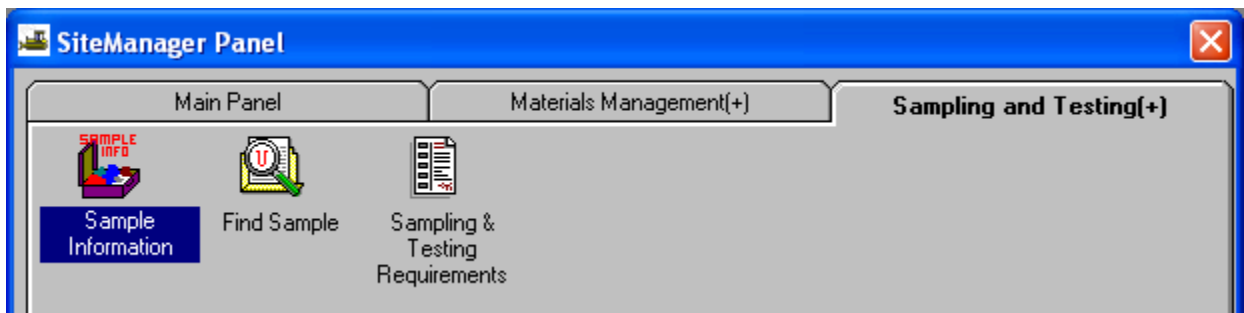 SiteManager Panel
Main Panel
Materials Management(+)
Sampling and Testing(+)
SAMPLE
INFO
U
Sample
Information
Find Sample
Sampling &
Testing
Requirements